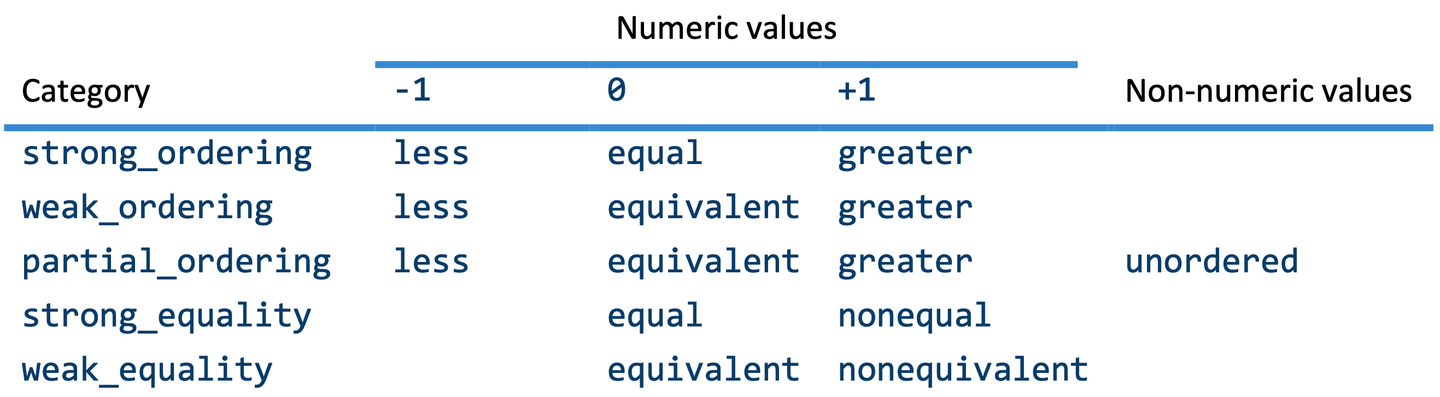 Numeric values
Category -1 0 +1 Non-numeric values
strong_ordering less equal greater
weak_ordering less equivalent greater
partial_ordering less equivalent greater unordered
strong_equality equal nonequal
weak_equality equivalent nonequivalent